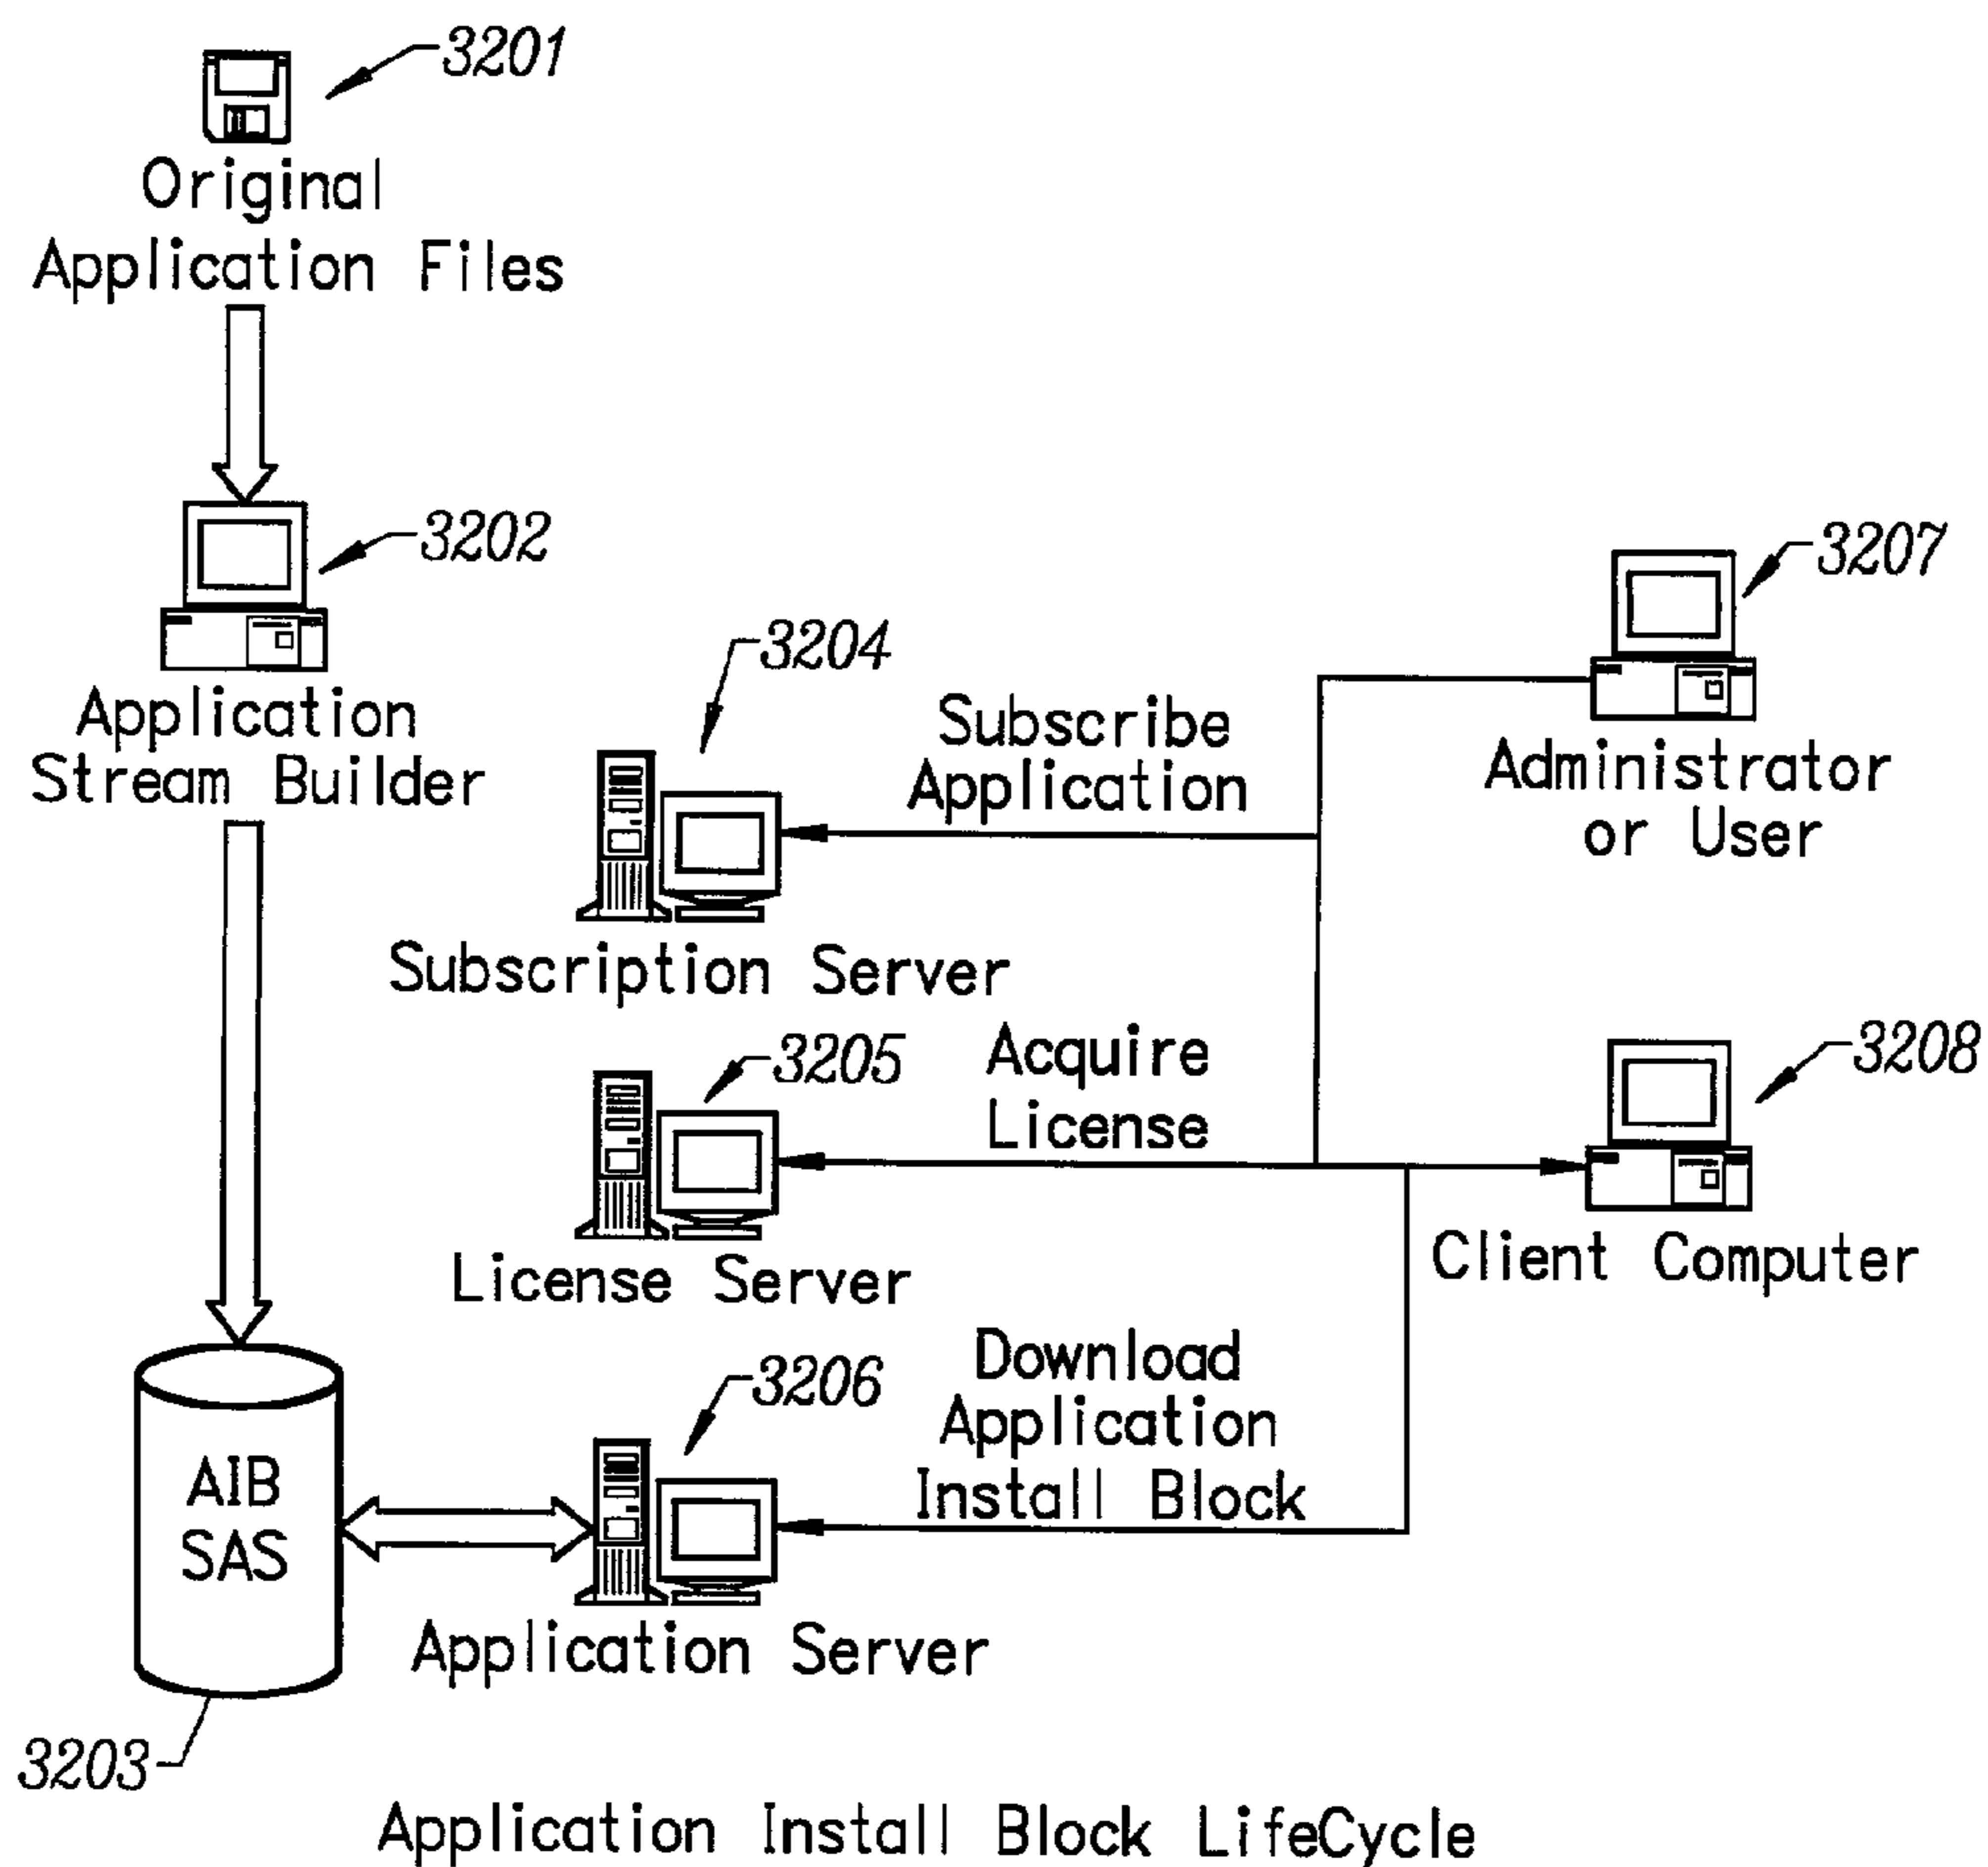 3201
Original
Application Files
3202
Application
Stream Builder
3207
Administrator
or User
3204
Subscribe
Application
Subscription Server
3208
Client Computer
3205
Acquire
License
License Server
3206
Download
Application
Install Block
Application Server
AIB
SAS
3203
Application Install Block LifeCycle